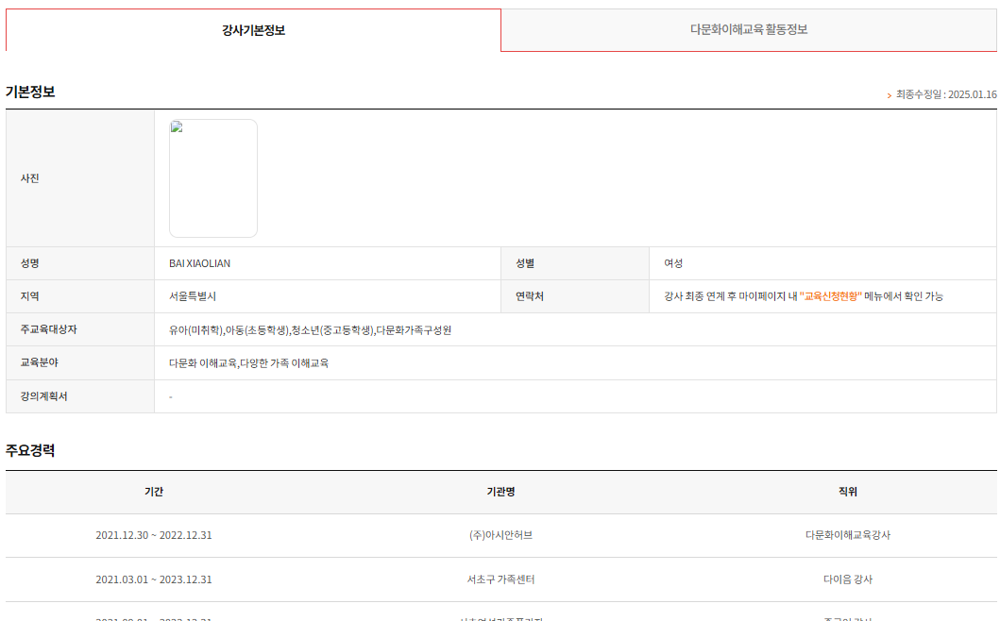 강사기본정보 다문화이해교육 활동정보
기본정보
> 최종수정일 : 2025.01.16
사진
성명 BAI XIAOLIAN 성별 여성
지역 서울특별시 연락처 강사 최종 연계 후 마이페이지 내 "교육신청현황" 메뉴에서 확인 가능
주교육대상자 유아(미취학),아동(초등학생),청소년(중고등학생),다문화가족구성원
교육분야 다문화 이해교육,다양한 가족 이해교육
강의계획서 -
주요경력
기간 기관명 직위
2021.12.30 ~ 2022.12.31 (주)아시안허브 다문화이해교육강사
2021.03.01 ~ 2023.12.31 서초구 가족센터 다이음 강사